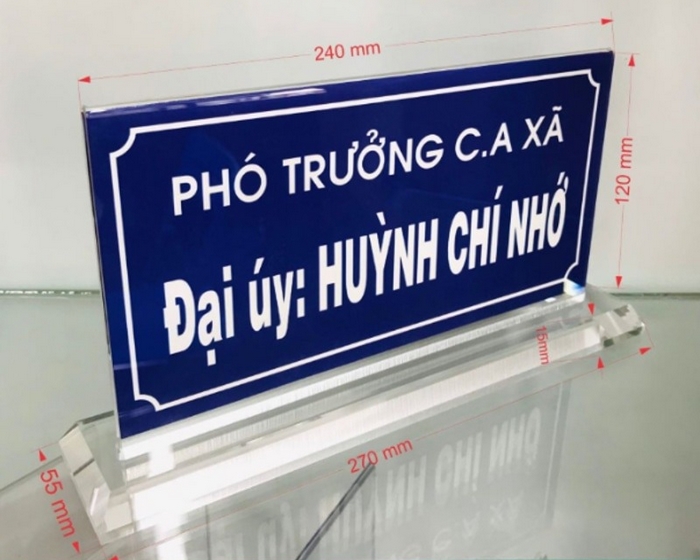 240 mm
PHÓ TRƯỞNG C.A XÃ
120 mm
Đại úy: HUỲNH CHÍ NHỚ
15mm
270 mm
55 mm